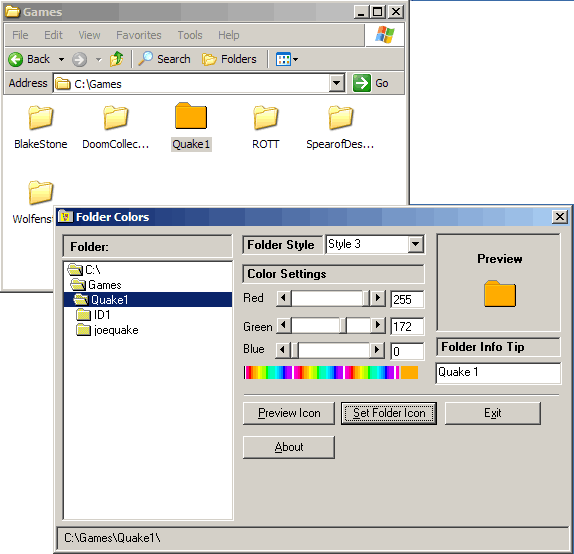 Games
File Edit View Favorites Tools Help
Back Search Folders
Address C:\Games Go
BlakeStone DoomCollec... Quake1 ROTT SpearofDes...
Wolfenst
Folder Colors
Folder:
C:\
Games
Quake1
ID1
joequake
Folder Style Style 3
Color Settings
Red 255
Green 172
Blue 0
Preview
Folder Info Tip
Quake 1
Preview Icon Set Folder Icon Exit
About
C:\Games\Quake1\